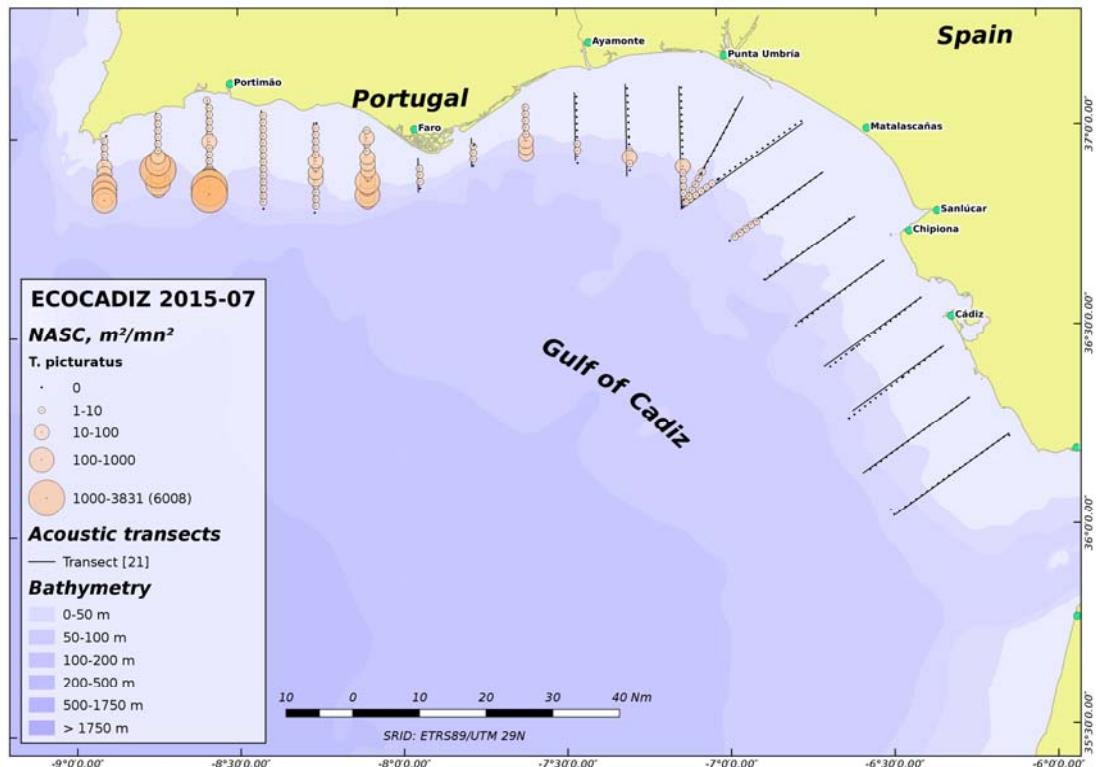 Spain
Ayamonte
Punta Umbría
Portimão
Portugal
Faro
Matalascañas
Sanlúcar
Chipiona
Cádiz
Gulf of Cadiz
ECOCADIZ 2015-07
NASC, m²/mn²
T. picturatus
0
1-10
10-100
100-1000
1000-3831 (6008)
Acoustic transects
Transect [21]
Bathymetry
0-50 m
50-100 m
100-200 m
200-500 m
500-1750 m
> 1750 m
10 0 10 20 30 40 Nm
SRID: ETRS89/UTM 29N
37°0'0.00"
36°30'0.00"
36°0'0.00"
35°30'0.00"
-9°0'0.00" -8°30'0.00" -8°0'0.00" -7°30'0.00" -7°0'0.00" -6°30'0.00" -6°0'0.00"